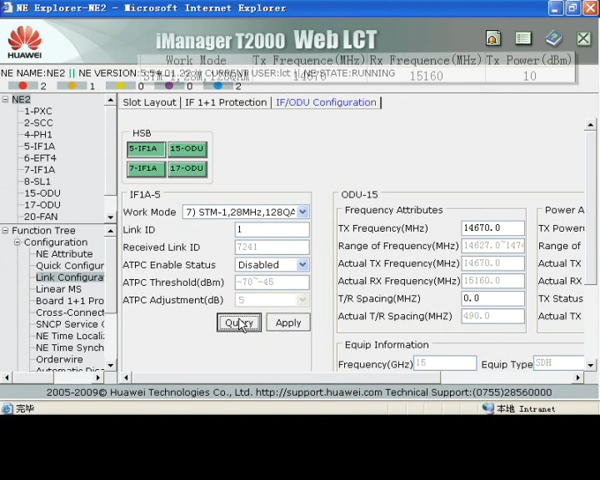 NE Explorer-NE2 - Microsoft Internet Explorer
HUAWEI
iManager T2000 Web LCT
Work Mode Tx Frequency(MHz) Rx Frequency(MHz) Tx Power(dBm)
NE NAME:NE2 || NE VERSION: CURRENT USER:lct || NE STATE:RUNNING
STM-1,28M,128QAM 14670 15160 10
2 1 0 0 2
NE2
1-PXC
2-SCC
4-PH1
5-IF1A
6-EFT4
7-IF1A
8-SL1
15-ODU
17-ODU
20-FAN
Function Tree
Configuration
NE Attribute
Quick Configur
Link Configura
Linear MS
Board 1+1 Pro
Cross-Connect
SNCP Service C
NE Time Locali
NE Time Synch
Orderwire
Automatic Dis
Slot Layout | IF 1+1 Protection | IF/ODU Configuration
HSB
5-IF1A 15-ODU
7-IF1A 17-ODU
IF1A-5
Work Mode 7) STM-1,28MHz,128QA
Link ID 1
Received Link ID 7241
ATPC Enable Status Disabled
ATPC Threshold(dBm) -70~-45
ATPC Adjustment(dB) 5
Query Apply
ODU-15
Frequency Attributes
TX Frequency(MHZ) 14670.0
Range of Frequency(MHZ) 14627.0~1474
Actual TX Frequency(MHZ) 14670.0
Actual RX Frequency(MHZ) 15160.0
T/R Spacing(MHZ) 0.0
Actual T/R Spacing(MHZ) 490.0
Power A
TX Power
Range of
Actual TX
TX Status
Actual TX
Equip Information
Frequency(GHz) 15 Equip Type SDH
2005-2009© Huawei Technologies Co., Ltd. http://support.huawei.com Technical Support:(0755)28560000
完毕
本地 Intranet